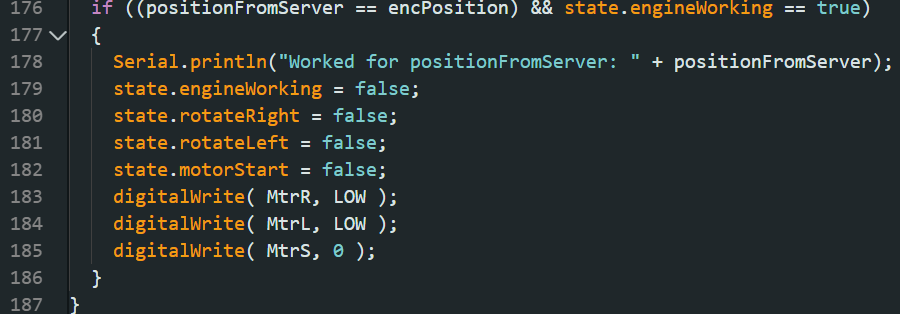 176 if ((positionFromServer == encPosition) && state.engineWorking == true)
177 {
178 Serial.println("Worked for positionFromServer: " + positionFromServer);
179 state.engineWorking = false;
180 state.rotateRight = false;
181 state.rotateLeft = false;
182 state.motorStart = false;
183 digitalWrite( MtrR, LOW );
184 digitalWrite( MtrL, LOW );
185 digitalWrite( MtrS, 0 );
186 }
187 }